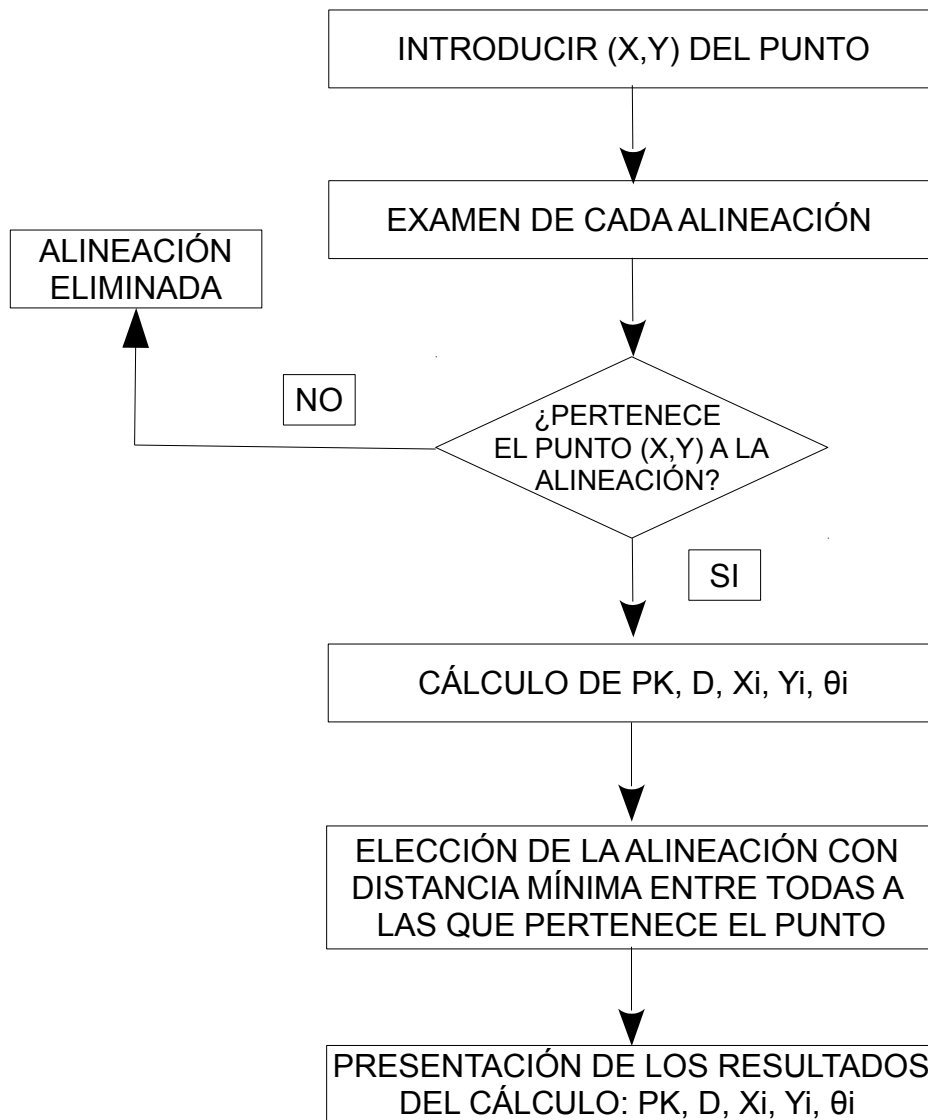 INTRODUCIR (X,Y) DEL PUNTO
EXAMEN DE CADA ALINEACIÓN
ALINEACIÓN
ELIMINADA
NO
¿PERTENECE
EL PUNTO (X,Y) A LA
ALINEACIÓN?
SI
CÁLCULO DE PK, D, Xi, Yi, θi
ELECCIÓN DE LA ALINEACIÓN CON
DISTANCIA MÍNIMA ENTRE TODAS A
LAS QUE PERTENECE EL PUNTO
PRESENTACIÓN DE LOS RESULTADOS
DEL CÁLCULO: PK, D, Xi, Yi, θi